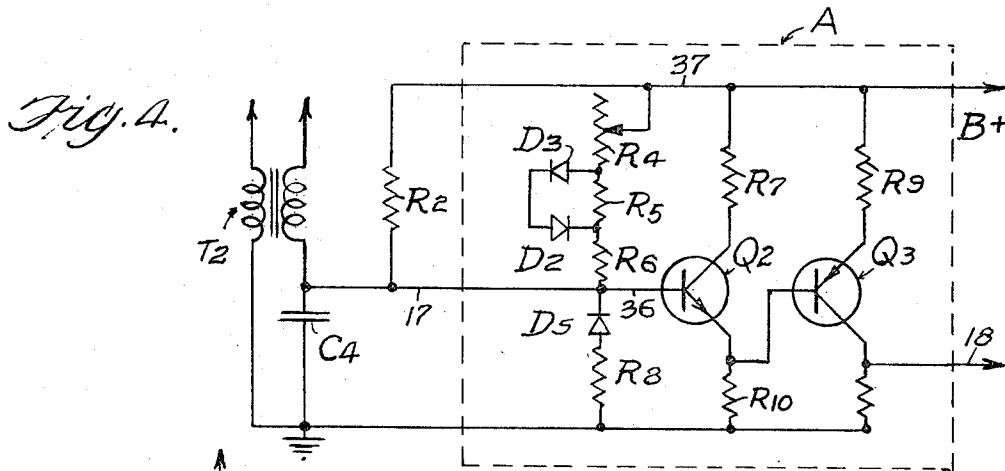 A
37
Fig. 4.
B+
D3
R4
R7
R9
R2
R5
T2
D2
R6
Q2
Q3
17
36
C4
D5
R8
18
R10